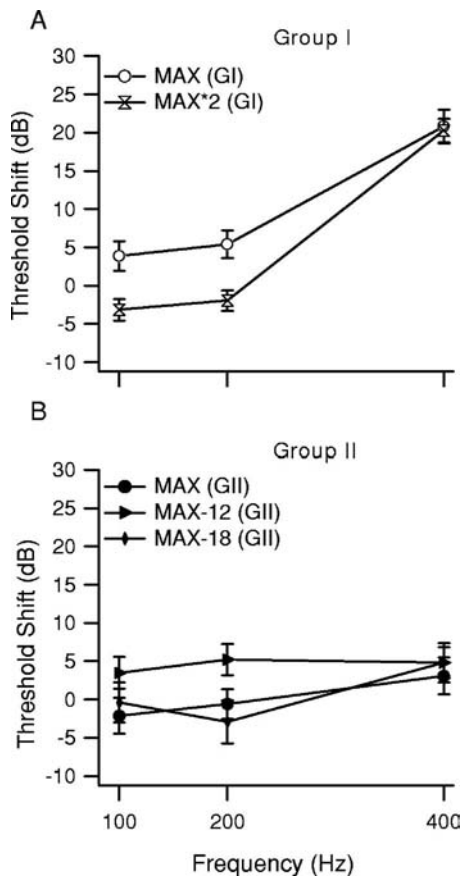 A
Group I
MAX (GI)
MAX*2 (GI)
Threshold Shift (dB)
30
25
20
15
10
5
0
-5
-10
B
Group II
MAX (GII)
MAX-12 (GII)
MAX-18 (GII)
Threshold Shift (dB)
30
25
20
15
10
5
0
-5
-10
100
200
400
Frequency (Hz)